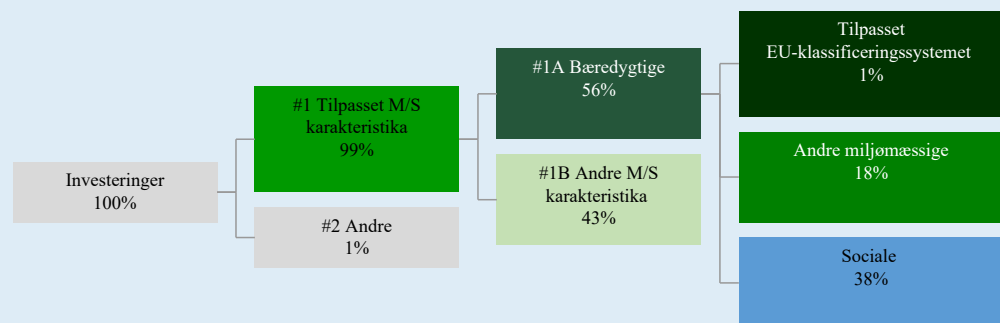 Investeringer
100%
#1 Tilpasset M/S
karakteristika
99%
#2 Andre
1%
#1A Bæredygtige
56%
#1B Andre M/S
karakteristika
43%
Tilpasset
EU-klassificeringssystemet
1%
Andre miljømæssige
18%
Sociale
38%